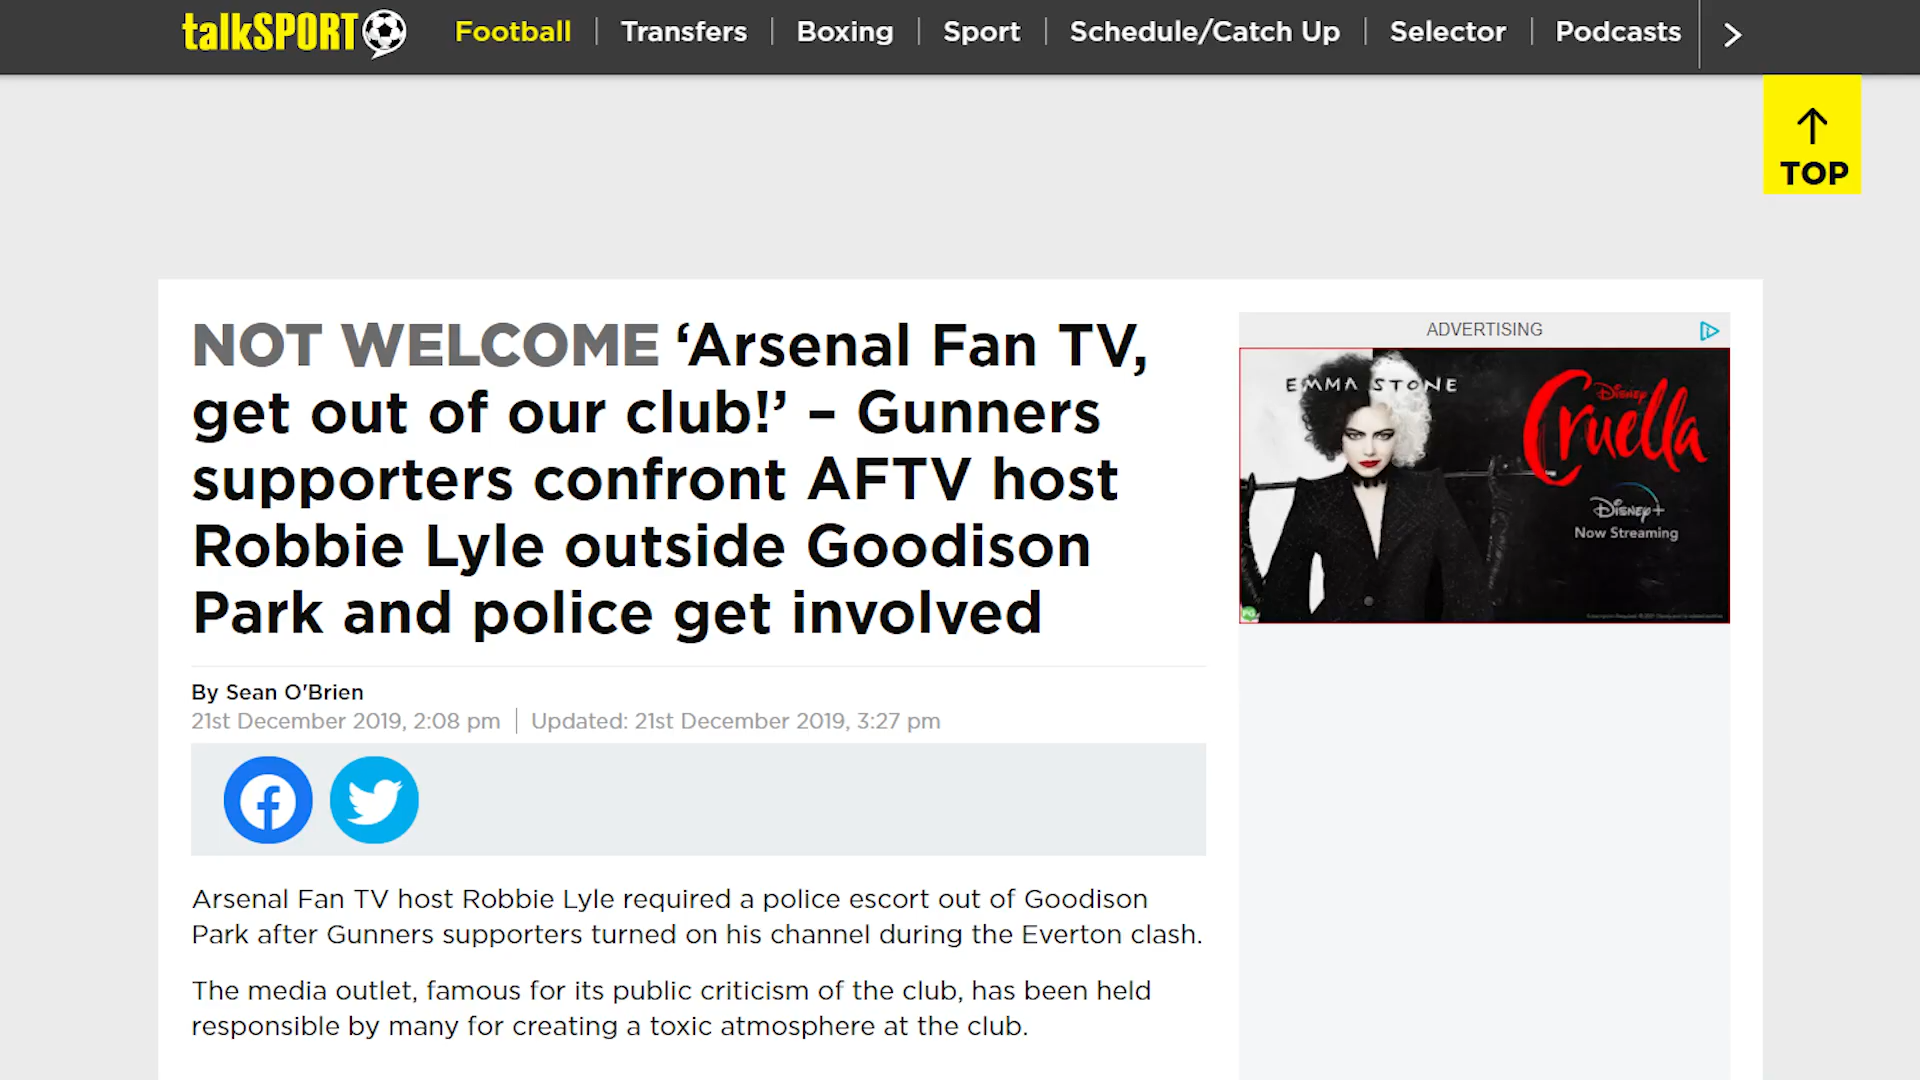 talkSPORT
Football
Transfers
Boxing
Sport
Schedule/Catch Up
Selector
Podcasts
TOP
NOT WELCOME ‘Arsenal Fan TV,
get out of our club!’ – Gunners
supporters confront AFTV host
Robbie Lyle outside Goodison
Park and police get involved
By Sean O'Brien
21st December 2019, 2:08 pm | Updated: 21st December 2019, 3:27 pm
Arsenal Fan TV host Robbie Lyle required a police escort out of Goodison
Park after Gunners supporters turned on his channel during the Everton clash.
The media outlet, famous for its public criticism of the club, has been held
responsible by many for creating a toxic atmosphere at the club.
ADVERTISING
EMMA STONE
Disney
Cruella
Disney+
Now Streaming